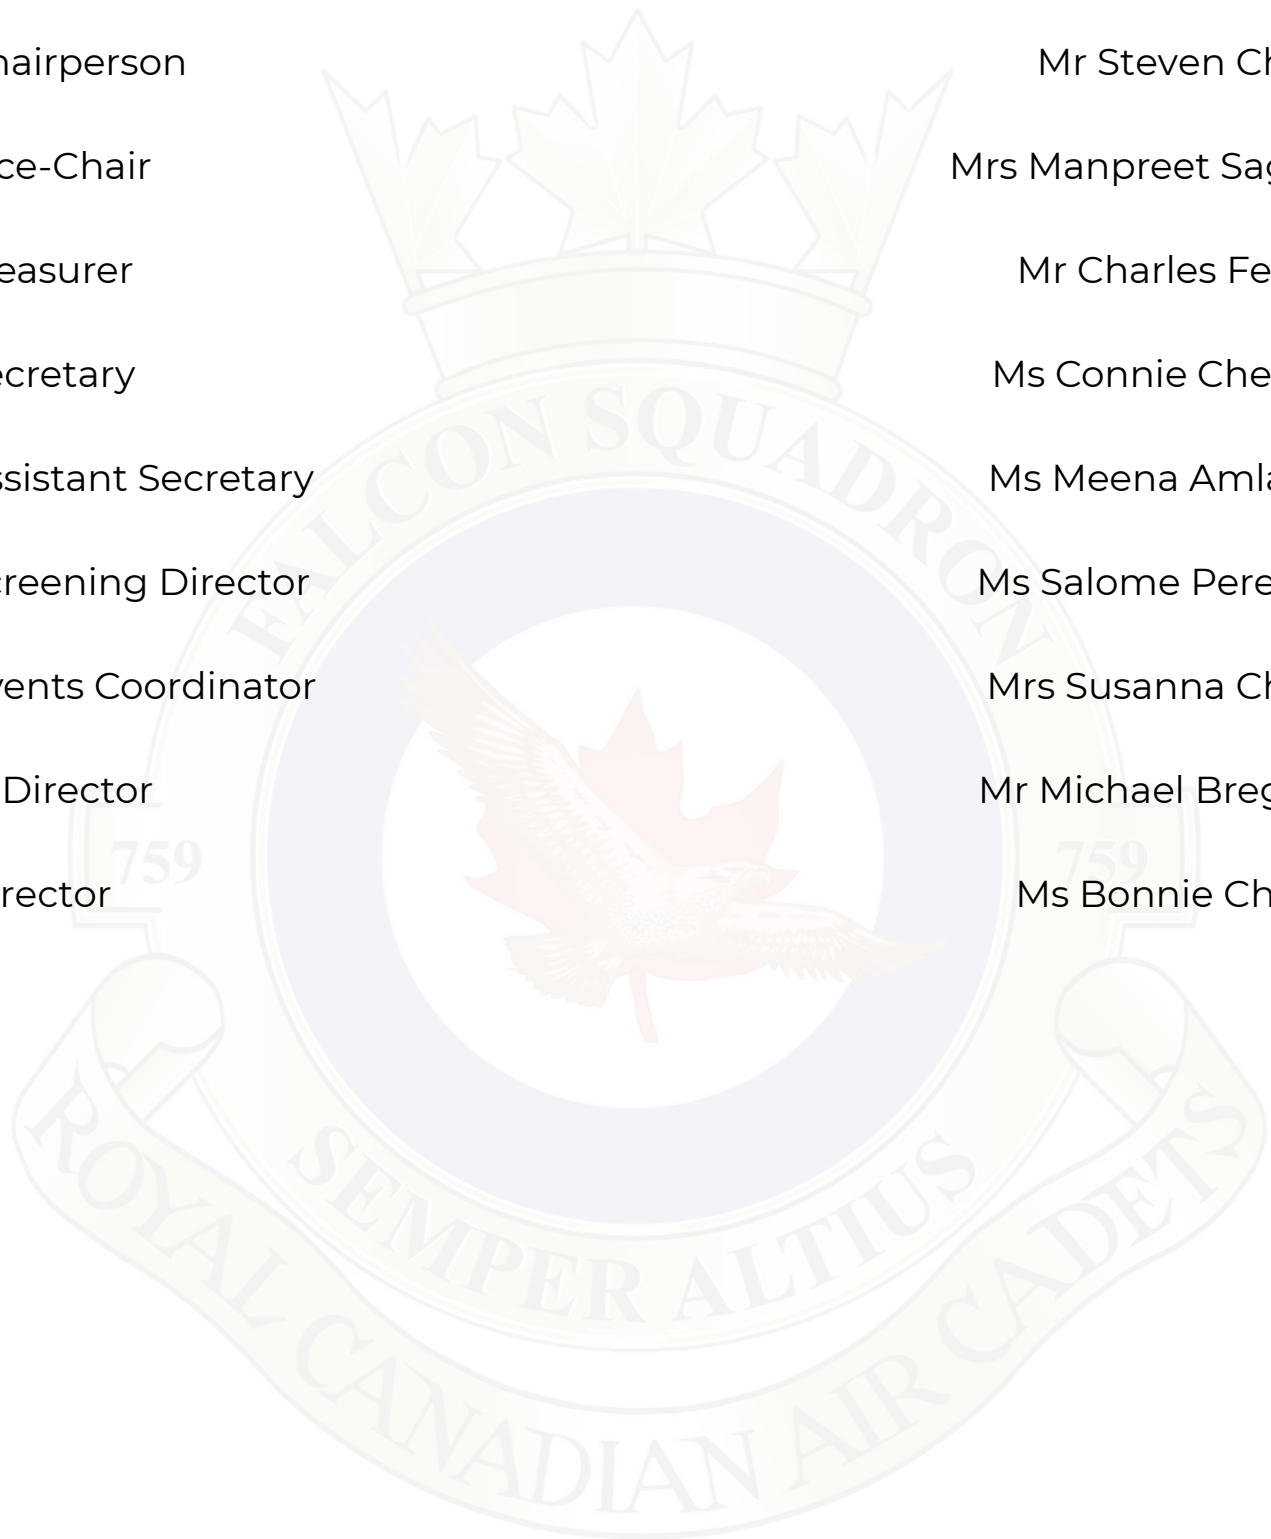 hairperson Mr Steven Ch
ce-Chair Mrs Manpreet Sag
easurer Mr Charles Fe
ecretary Ms Connie Che
ssistant Secretary Ms Meena Amla
creening Director Ms Salome Pere
vents Coordinator Mrs Susanna Ch
Director Mr Michael Breg
rector Ms Bonnie Ch
FALCON SQUADRON
759 759
SEMPER ALTIUS
ROYAL CANADIAN AIR CADETS